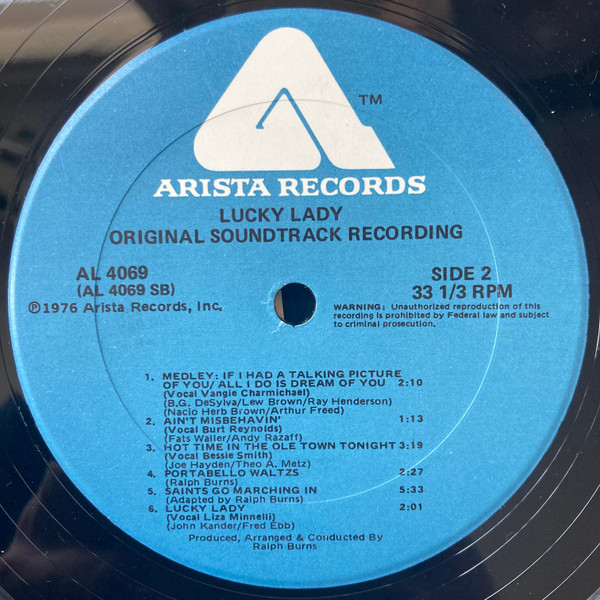 TM
ARISTA RECORDS
LUCKY LADY
ORIGINAL SOUNDTRACK RECORDING
AL 4069
(AL 4069 SB)
℗1976 Arista Records, Inc.
SIDE 2
33 1/3 RPM
WARNING: Unauthorized reproduction of this
recording is prohibited by Federal law and subject
to criminal prosecution.
1. MEDLEY: IF I HAD A TALKING PICTURE
OF YOU/ ALL I DO IS DREAM OF YOU 2:10
(Vocal Vangie Charmichael)
(B.G. DeSylva/Lew Brown/Ray Henderson)
(Nacio Herb Brown/Arthur Freed)
2. AIN'T MISBEHAVIN' 1:13
(Vocal Burt Reynolds)
(Fats Waller/Andy Razaff)
3. HOT TIME IN THE OLE TOWN TONIGHT 3:19
(Vocal Bessie Smith)
(Joe Hayden/Theo A. Metz)
4. PORTABELLO WALTZS 2:27
(Ralph Burns)
5. SAINTS GO MARCHING IN 5:33
(Adapted by Ralph Burns)
6. LUCKY LADY 2:01
(Vocal Liza Minnelli)
(John Kander/Fred Ebb)
Produced, Arranged & Conducted By
Ralph Burns